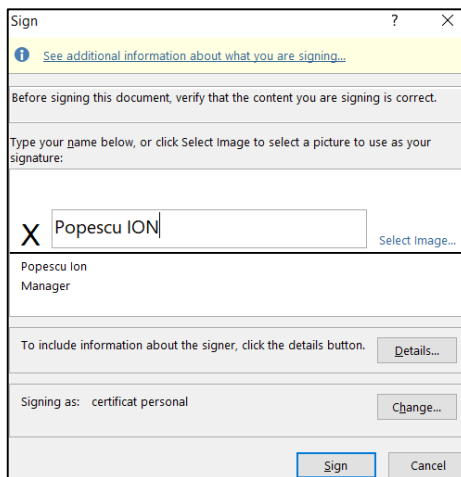 Sign ? X
See additional information about what you are signing...
Before signing this document, verify that the content you are signing is correct.
Type your name below, or click Select Image to select a picture to use as your
signature:
X Popescu ION
Select Image...
Popescu Ion
Manager
To include information about the signer, click the details button. Details...
Signing as: certificat personal Change...
Sign Cancel